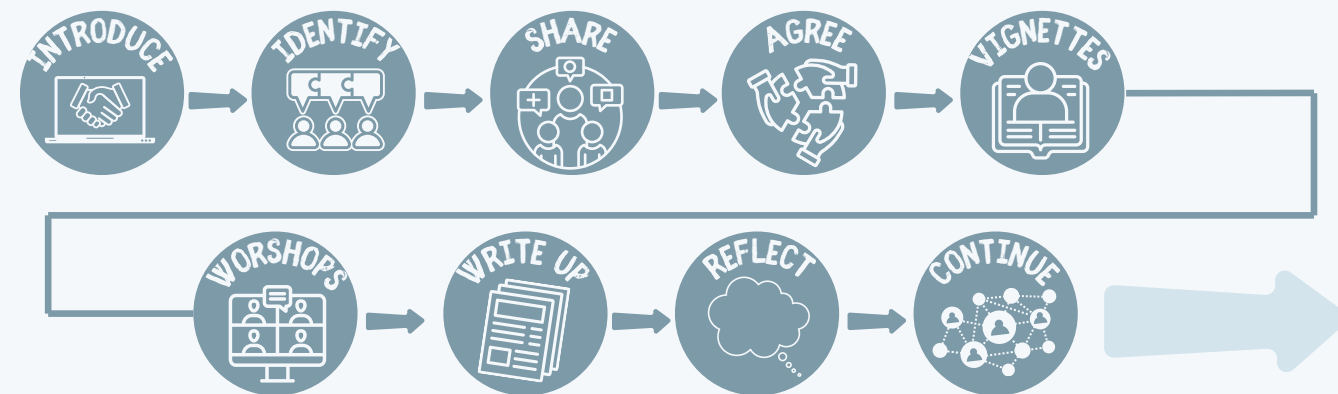 INTRODUCE
IDENTIFY
SHARE
AGREE
VIGNETTES
WORSHOPS
WRITE UP
REFLECT
CONTINUE